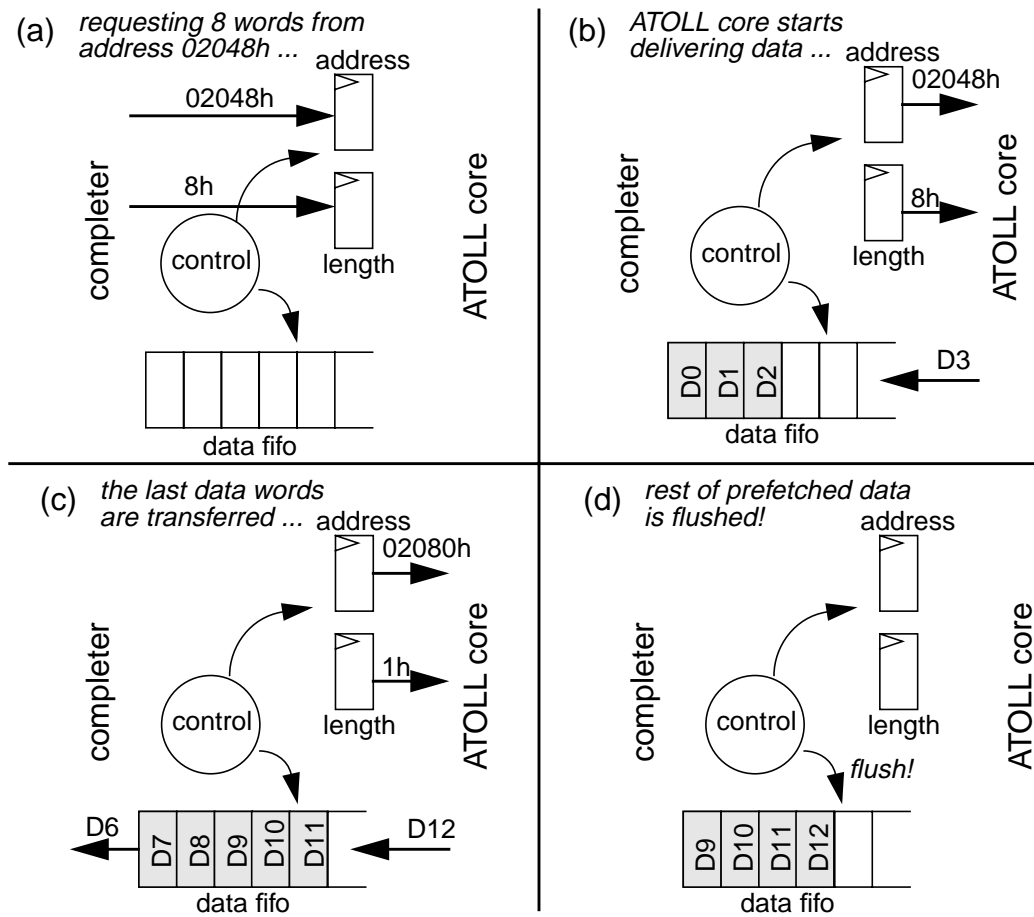 (a) requesting 8 words from
address 02048h ...
address
02048h
8h
completer
control
length
ATOLL core
data fifo
(b) ATOLL core starts
delivering data ...
address
02048h
8h
completer
control
length
ATOLL core
D0 D1 D2
D3
data fifo
(c) the last data words
are transferred ...
address
02080h
1h
completer
control
length
ATOLL core
D6
D7 D8 D9 D10 D11
D12
data fifo
(d) rest of prefetched data
is flushed!
address
completer
control
length
ATOLL core
flush!
D9 D10 D11 D12
data fifo